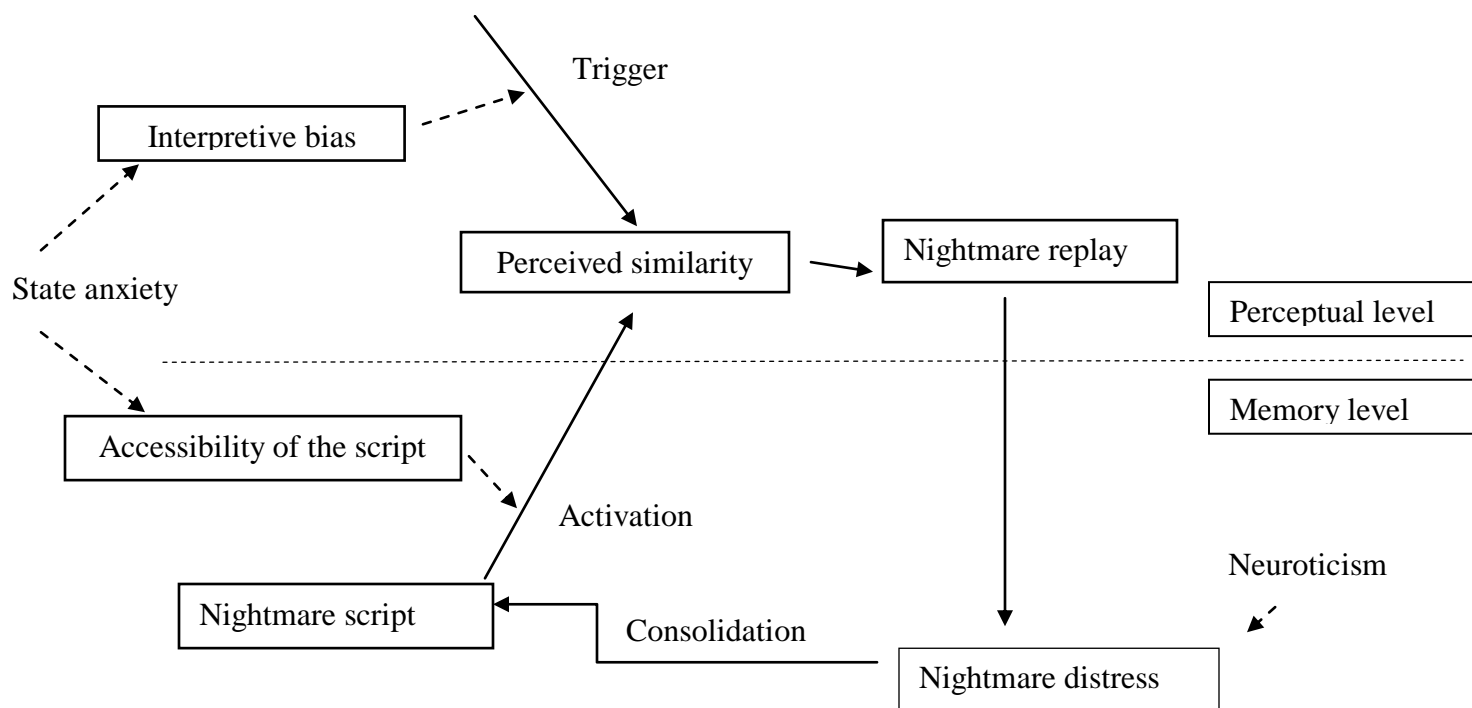 Trigger
Interpretive bias
Perceived similarity
Nightmare replay
State anxiety
Perceptual level
Memory level
Accessibility of the script
Activation
Neuroticism
Nightmare script
Consolidation
Nightmare distress